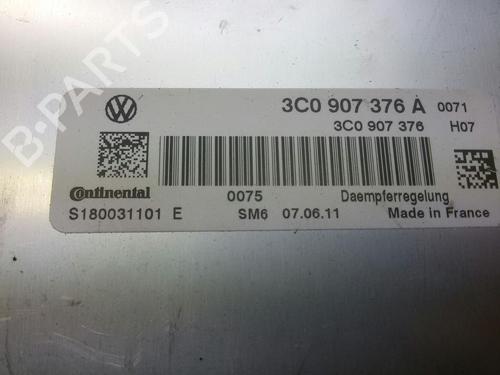 B-PARTS
3C0 907 376 A 0071
3C0 907 376 H07
Continental 0075 Daempferregelung
S180031101 E SM6 07.06.11 Made in France